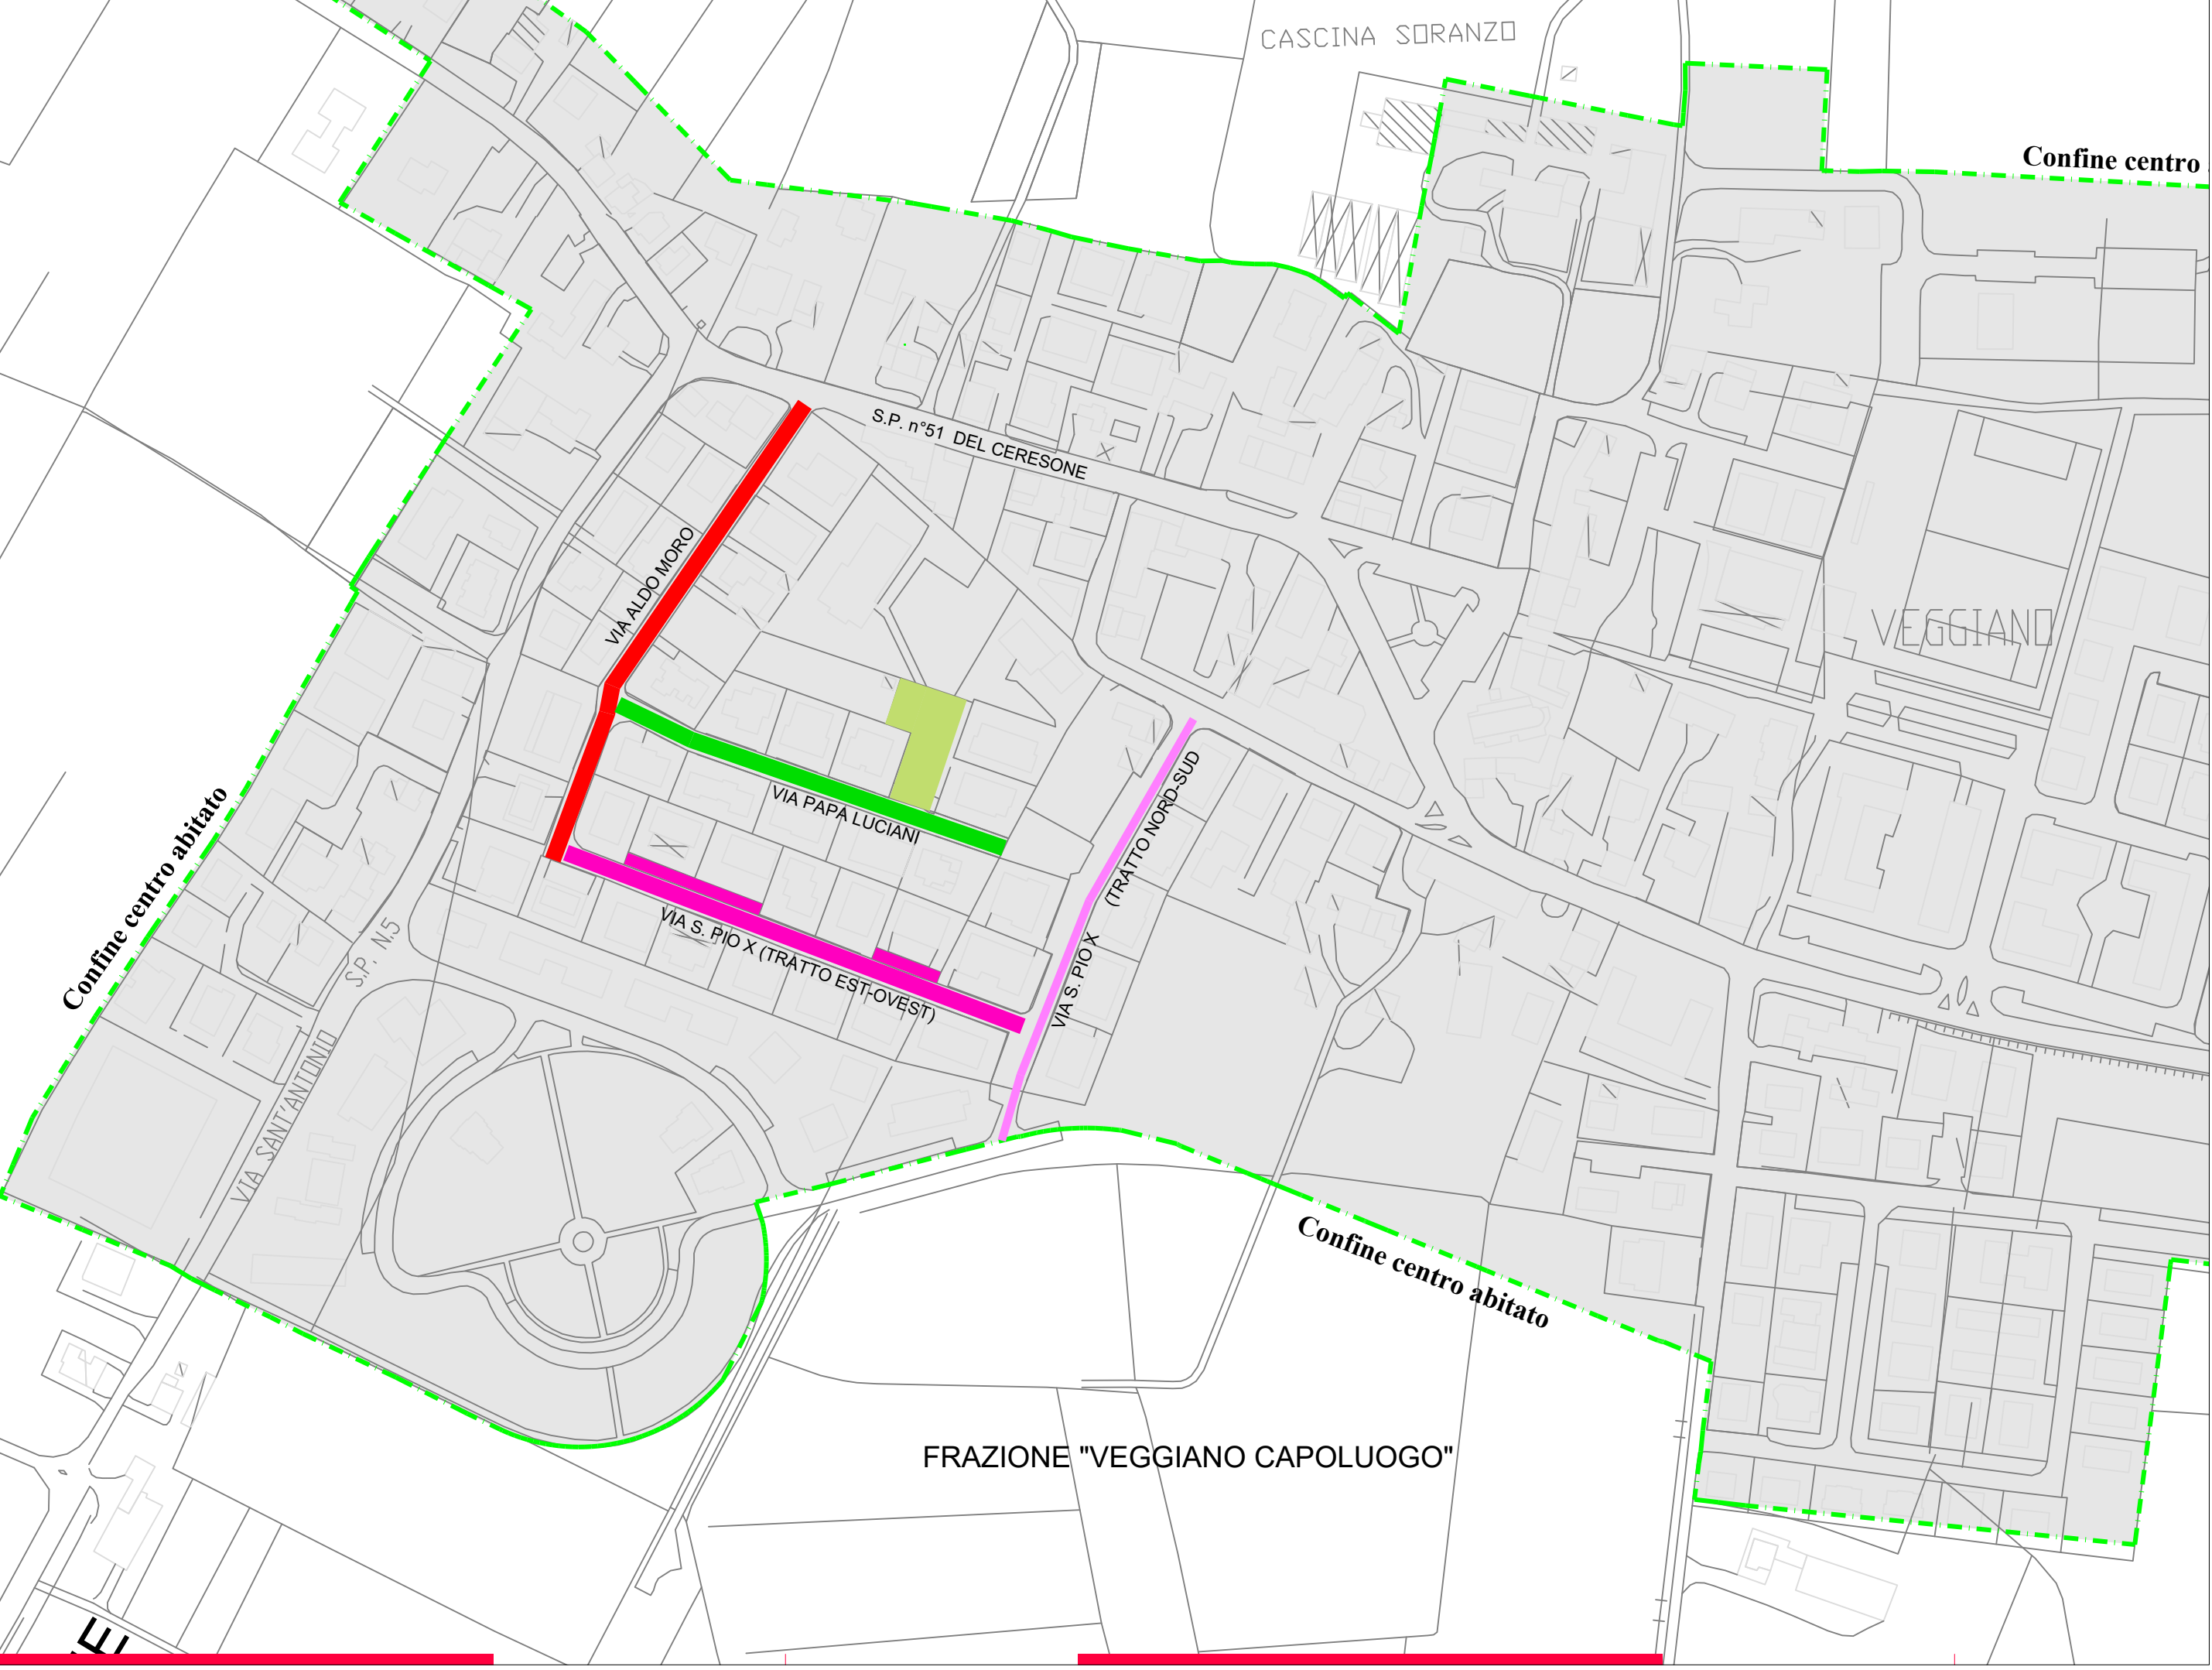 CASCINA SORANZO
Confine centro
S.P. n°51 DEL CERESONE
VIA ALDO MORO
VEGGIANO
VIA PAPA LUCIANI
(TRATTO NORD-SUD
VIA S. PIO X
VIA S. PIO X (TRATTO EST-OVEST)
Confine centro abitato
S.P. N.5
VIA SANT'ANTONIO
Confine centro abitato
FRAZIONE "VEGGIANO CAPOLUOGO"